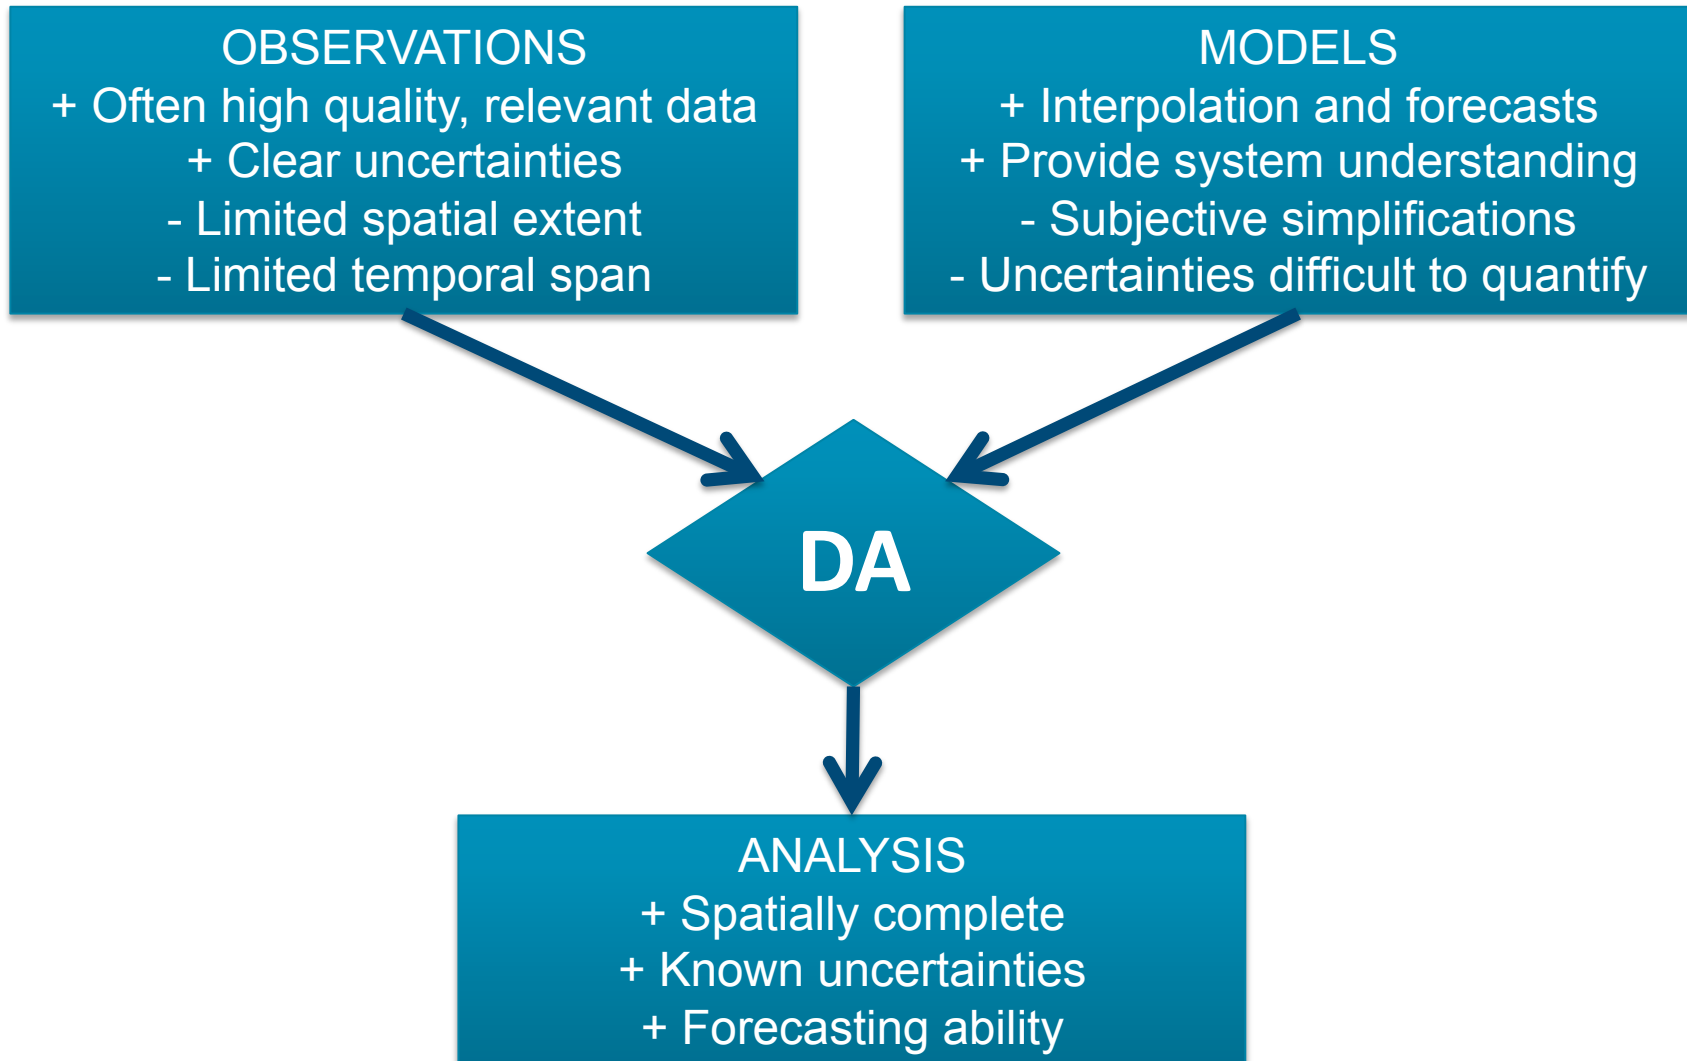 OBSERVATIONS
+ Often high quality, relevant data
+ Clear uncertainties
- Limited spatial extent
- Limited temporal span
MODELS
+ Interpolation and forecasts
+ Provide system understanding
- Subjective simplifications
- Uncertainties difficult to quantify
DA
ANALYSIS
+ Spatially complete
+ Known uncertainties
+ Forecasting ability